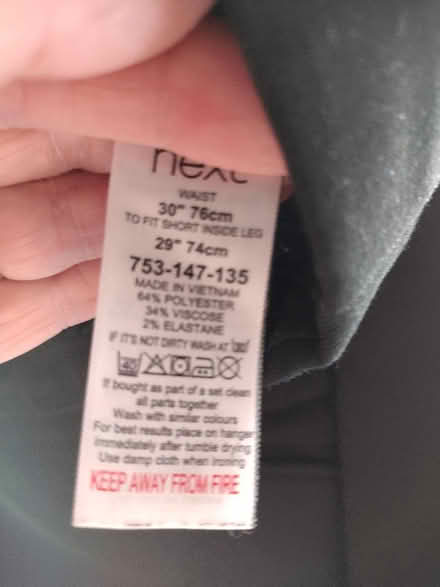 next
WAIST
30" 76cm
TO FIT SHORT INSIDE LEG
29" 74cm
753-147-135
MADE IN VIETNAM
64% POLYESTER
34% VISCOSE
2% ELASTANE
IF IT'S NOT DIRTY WASH AT
40
If bought as part of a set clean
all parts together
Wash with similar colours
For best results place on hanger
immediately after tumble drying
Use damp cloth when ironing
KEEP AWAY FROM FIRE